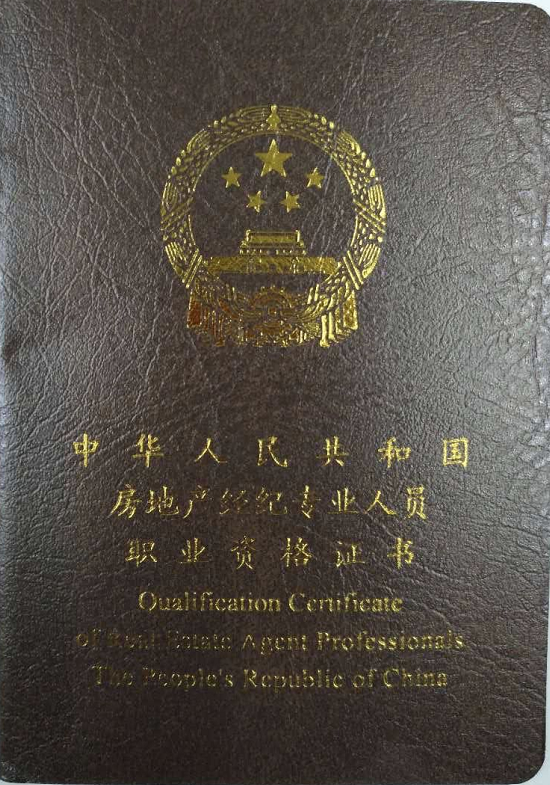 中华人民共和国
房地产经纪专业人员
职业资格证书
Qualification Certificate
of Real Estate Agent Professionals
The People's Republic of China